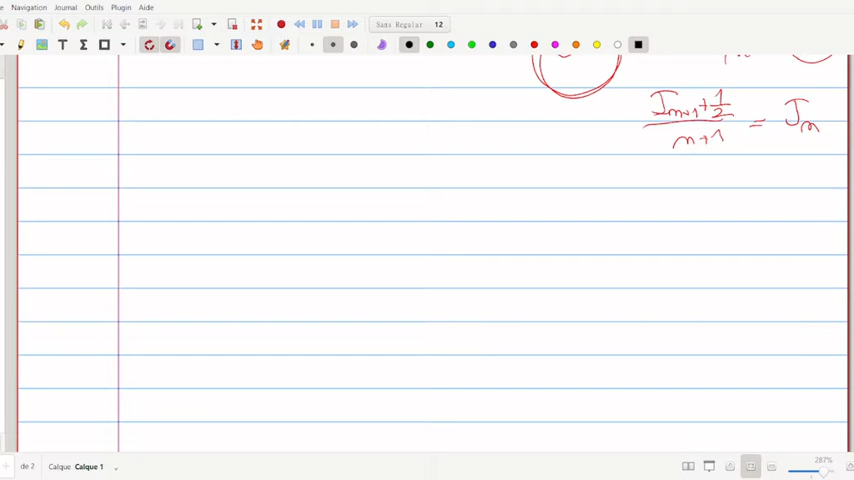 Navigation Journal Outils Plugin Aide
Sans Regular 12
I_{n+1} + 1/2
/ n+1 = I_n
de 2 Calque Calque 1
287%